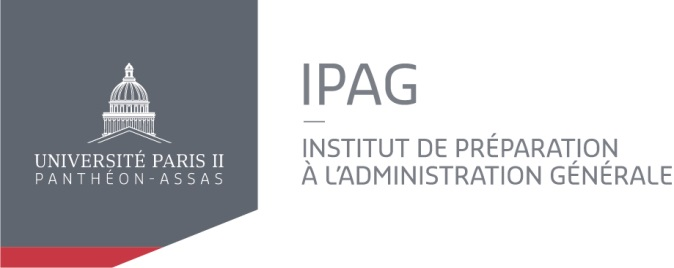 UNIVERSITÉ PARIS II
PANTHÉON-ASSAS
IPAG
INSTITUT DE PRÉPARATION
À L'ADMINISTRATION GÉNÉRALE